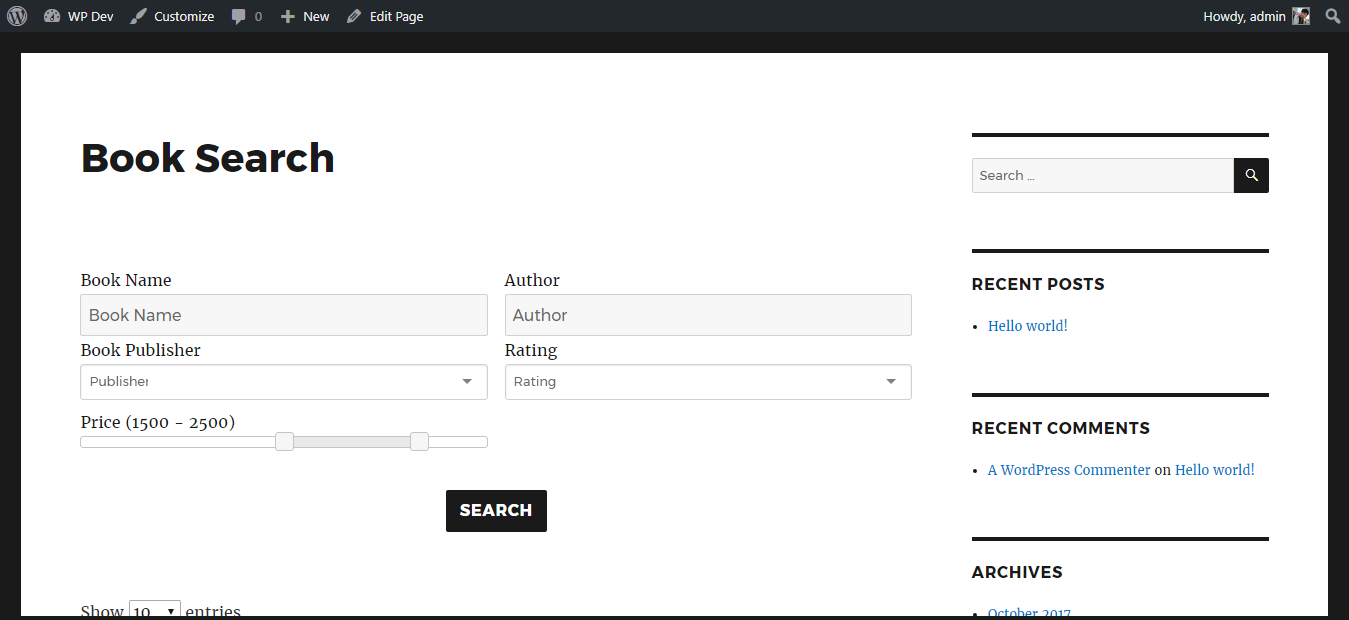 WP Dev Customize 0 New Edit Page Howdy, admin
Book Search
Book Name Author
Book Name Author
Book Publisher Rating
Publisher Rating
Price (1500 - 2500)
SEARCH
Show 10 entries
Search ...
RECENT POSTS
Hello world!
RECENT COMMENTS
A WordPress Commenter on Hello world!
ARCHIVES
October 2017